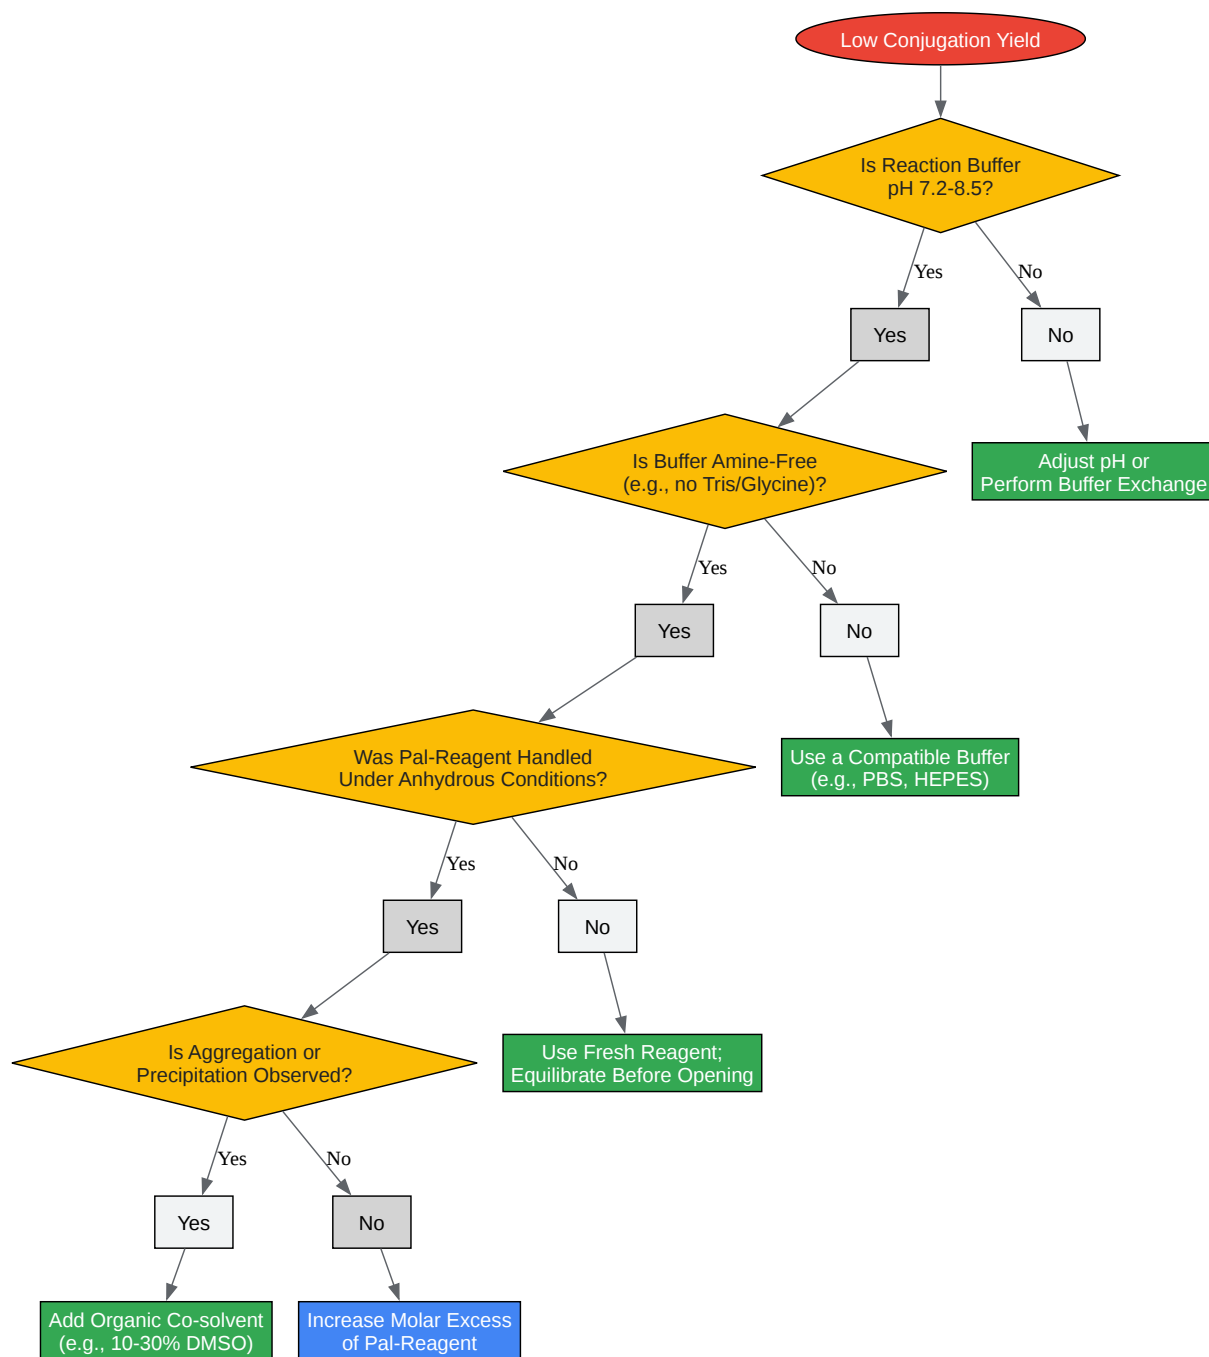 Low Conjugation Yield
Is Reaction Buffer
pH 7.2-8.5?
Yes
No
Yes
No
Is Buffer Amine-Free
(e.g., no Tris/Glycine)?
Adjust pH or
Perform Buffer Exchange
Yes
No
Yes
No
Was Pal-Reagent Handled
Under Anhydrous Conditions?
Use a Compatible Buffer
(e.g., PBS, HEPES)
Yes
No
Yes
No
Is Aggregation or
Precipitation Observed?
Use Fresh Reagent;
Equilibrate Before Opening
Yes
No
Yes
No
Add Organic Co-solvent
(e.g., 10-30% DMSO)
Increase Molar Excess
of Pal-Reagent